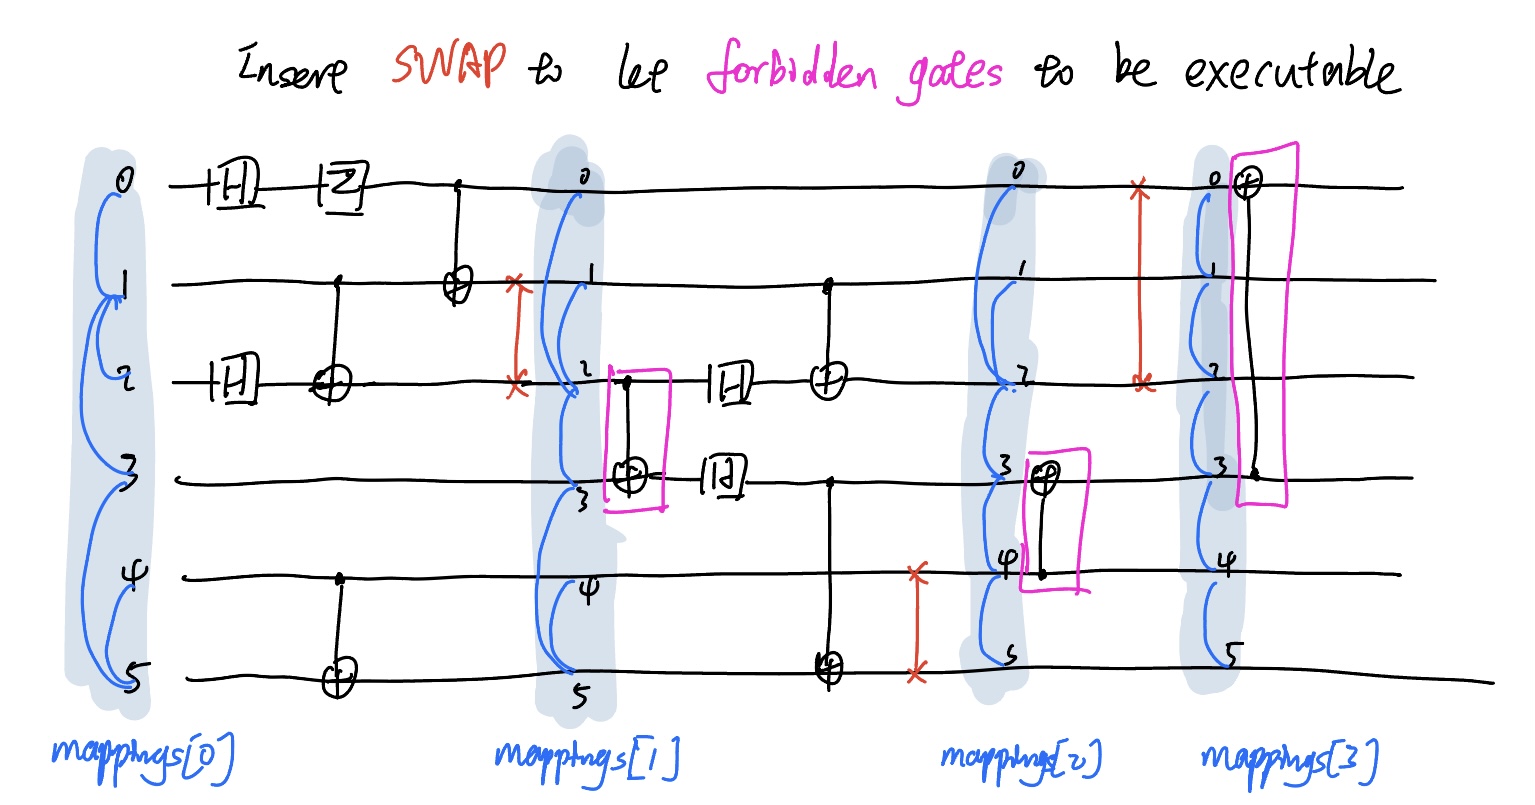 Insert SWAP to let forbidden gates to be executable
0 0 0 0
H Z
1 1 1 1
2 H 2 H 2 2
3 3 Id 3 3
4 4 4 4
5 5 5 5
mappings[0] mappings[1] mappings[2] mappings[3]